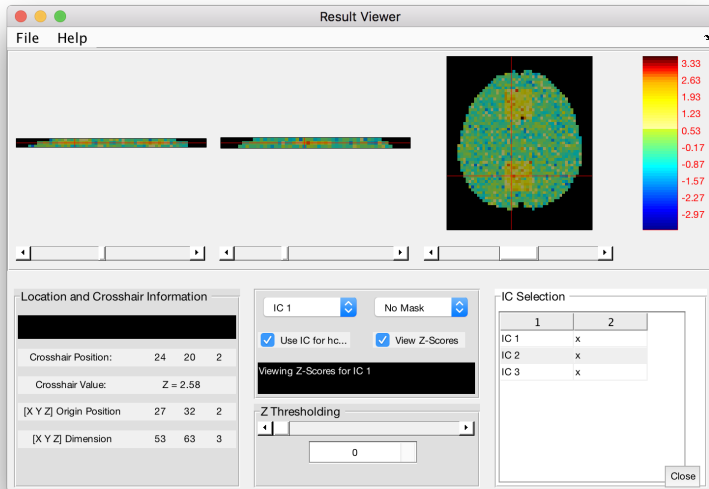 Result Viewer
File Help
3.33
2.63
1.93
1.23
0.53
-0.17
-0.87
-1.57
-2.27
-2.97
Location and Crosshair Information
Crosshair Position: 24 20 2
Crosshair Value: Z = 2.58
[X Y Z] Origin Position 27 32 2
[X Y Z] Dimension 53 63 3
IC 1 No Mask
Use IC for hc... View Z-Scores
Viewing Z-Scores for IC 1
Z Thresholding
0
IC Selection
1 2
IC 1 x
IC 2 x
IC 3 x
Close